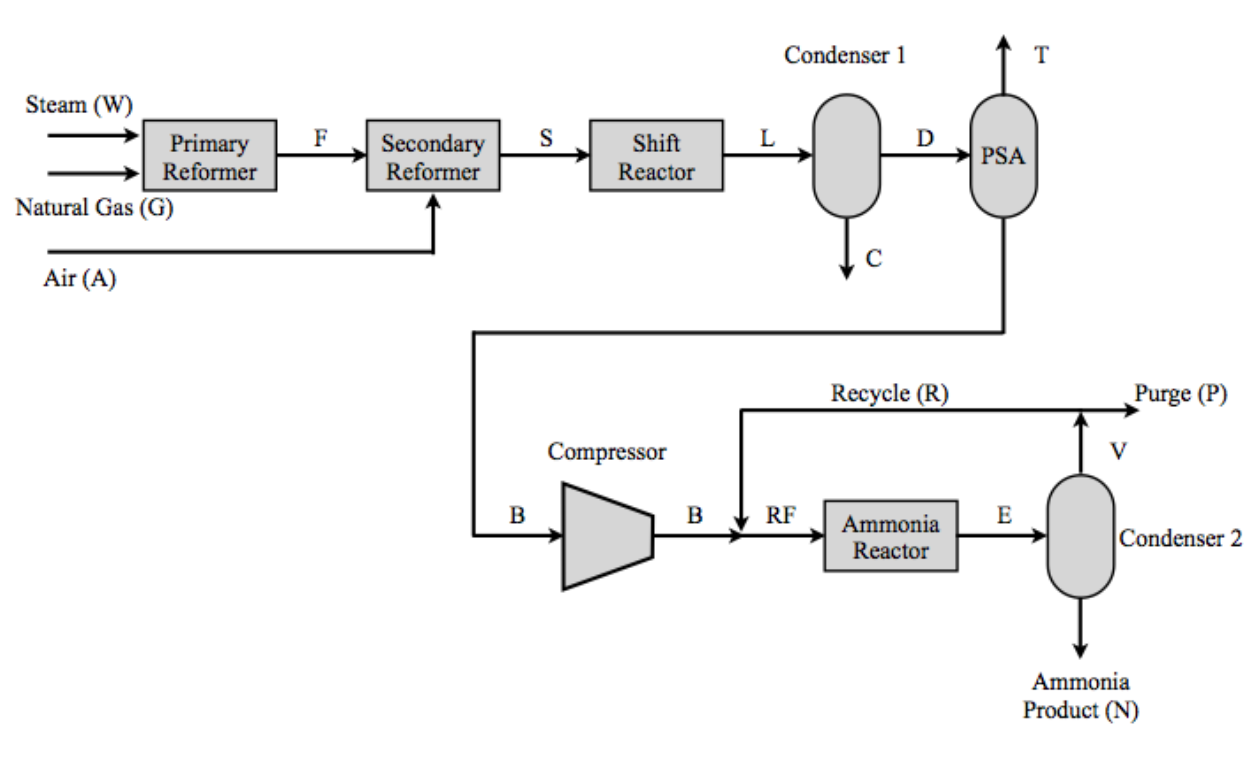 Condenser 1
T
Steam (W)
Primary
Reformer
F
Secondary
Reformer
S
Shift
Reactor
L
D
PSA
Natural Gas (G)
Air (A)
C
Recycle (R)
Purge (P)
Compressor
V
B
B
RF
Ammonia
Reactor
E
Condenser 2
Ammonia
Product (N)